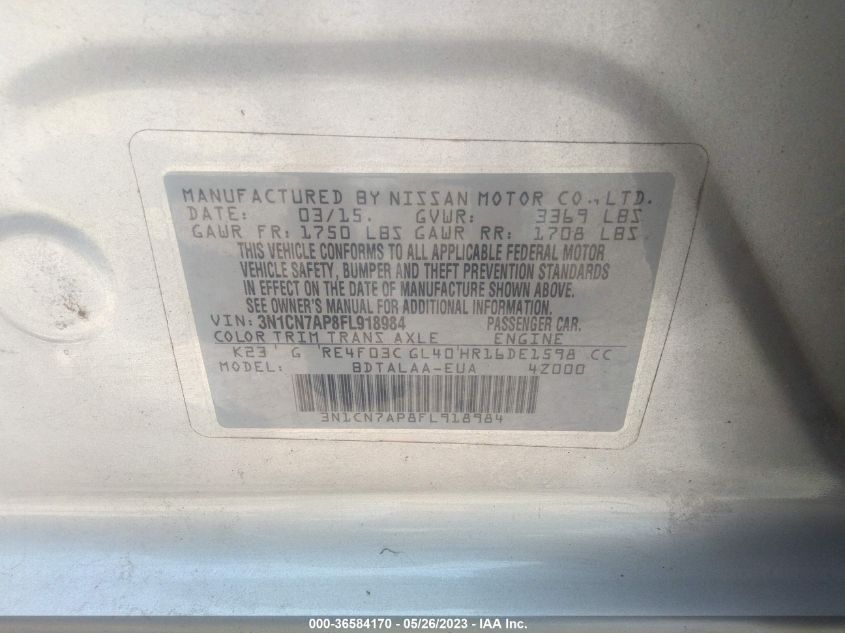 MANUFACTURED BY NISSAN MOTOR CO., LTD.
DATE: 03/15. GVWR: 3369 LBS
GAWR FR: 1750 LBS GAWR RR: 1708 LBS
THIS VEHICLE CONFORMS TO ALL APPLICABLE FEDERAL MOTOR
VEHICLE SAFETY, BUMPER AND THEFT PREVENTION STANDARDS
IN EFFECT ON THE DATE OF MANUFACTURE SHOWN ABOVE.
SEE OWNER'S MANUAL FOR ADDITIONAL INFORMATION.
VIN: 3N1CN7AP8FL918984 PASSENGER CAR.
COLOR TRIM TRANS AXLE ENGINE
K23 G RE4F03C GL40 HR16DE1598 CC
MODEL: BDTALAA-EUA 4Z000
3N1CN7AP8FL918984
000-36584170 - 05/26/2023 - IAA Inc.